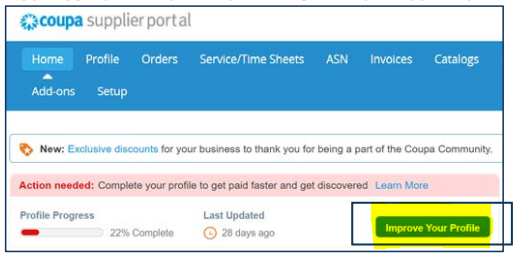 coupa supplier portal
Home Profile Orders Service/Time Sheets ASN Invoices Catalogs
Add-ons Setup
New: Exclusive discounts for your business to thank you for being a part of the Coupa Community.
Action needed: Complete your profile to get paid faster and get discovered Learn More
Profile Progress Last Updated
22% Complete 28 days ago Improve Your Profile